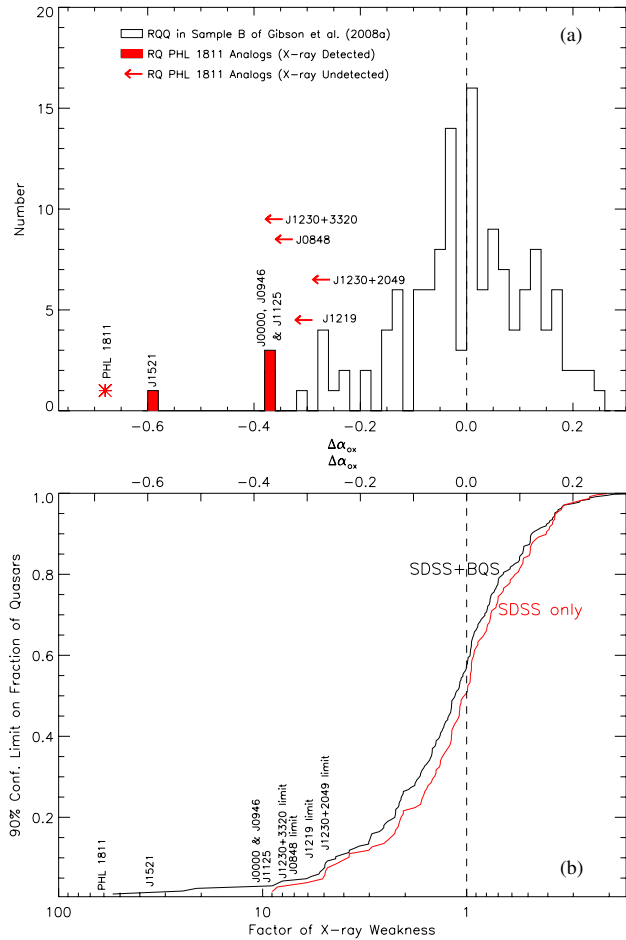 (a)
RQQ in Sample B of Gibson et al. (2008a)
RQ PHL 1811 Analogs (X-ray Detected)
RQ PHL 1811 Analogs (X-ray Undetected)
20
15
10
5
0
Number
J1230+3320
J0848
J1230+2049
J1219
J0000, J0946
& J1125
PHL 1811
J1521
-0.6
-0.4
-0.2
0.0
0.2
Δαox
Δαox
-0.6
-0.4
-0.2
0.0
0.2
1.0
0.8
0.6
0.4
0.2
90% Conf. Limit on Fraction of Quasars
SDSS+BQS
SDSS only
PHL 1811
J1521
J0000 & J0946
J1125
J1230+3320 limit
J0848 limit
J1219 limit
J1230+2049 limit
(b)
100
10
1
Factor of X-ray Weakness